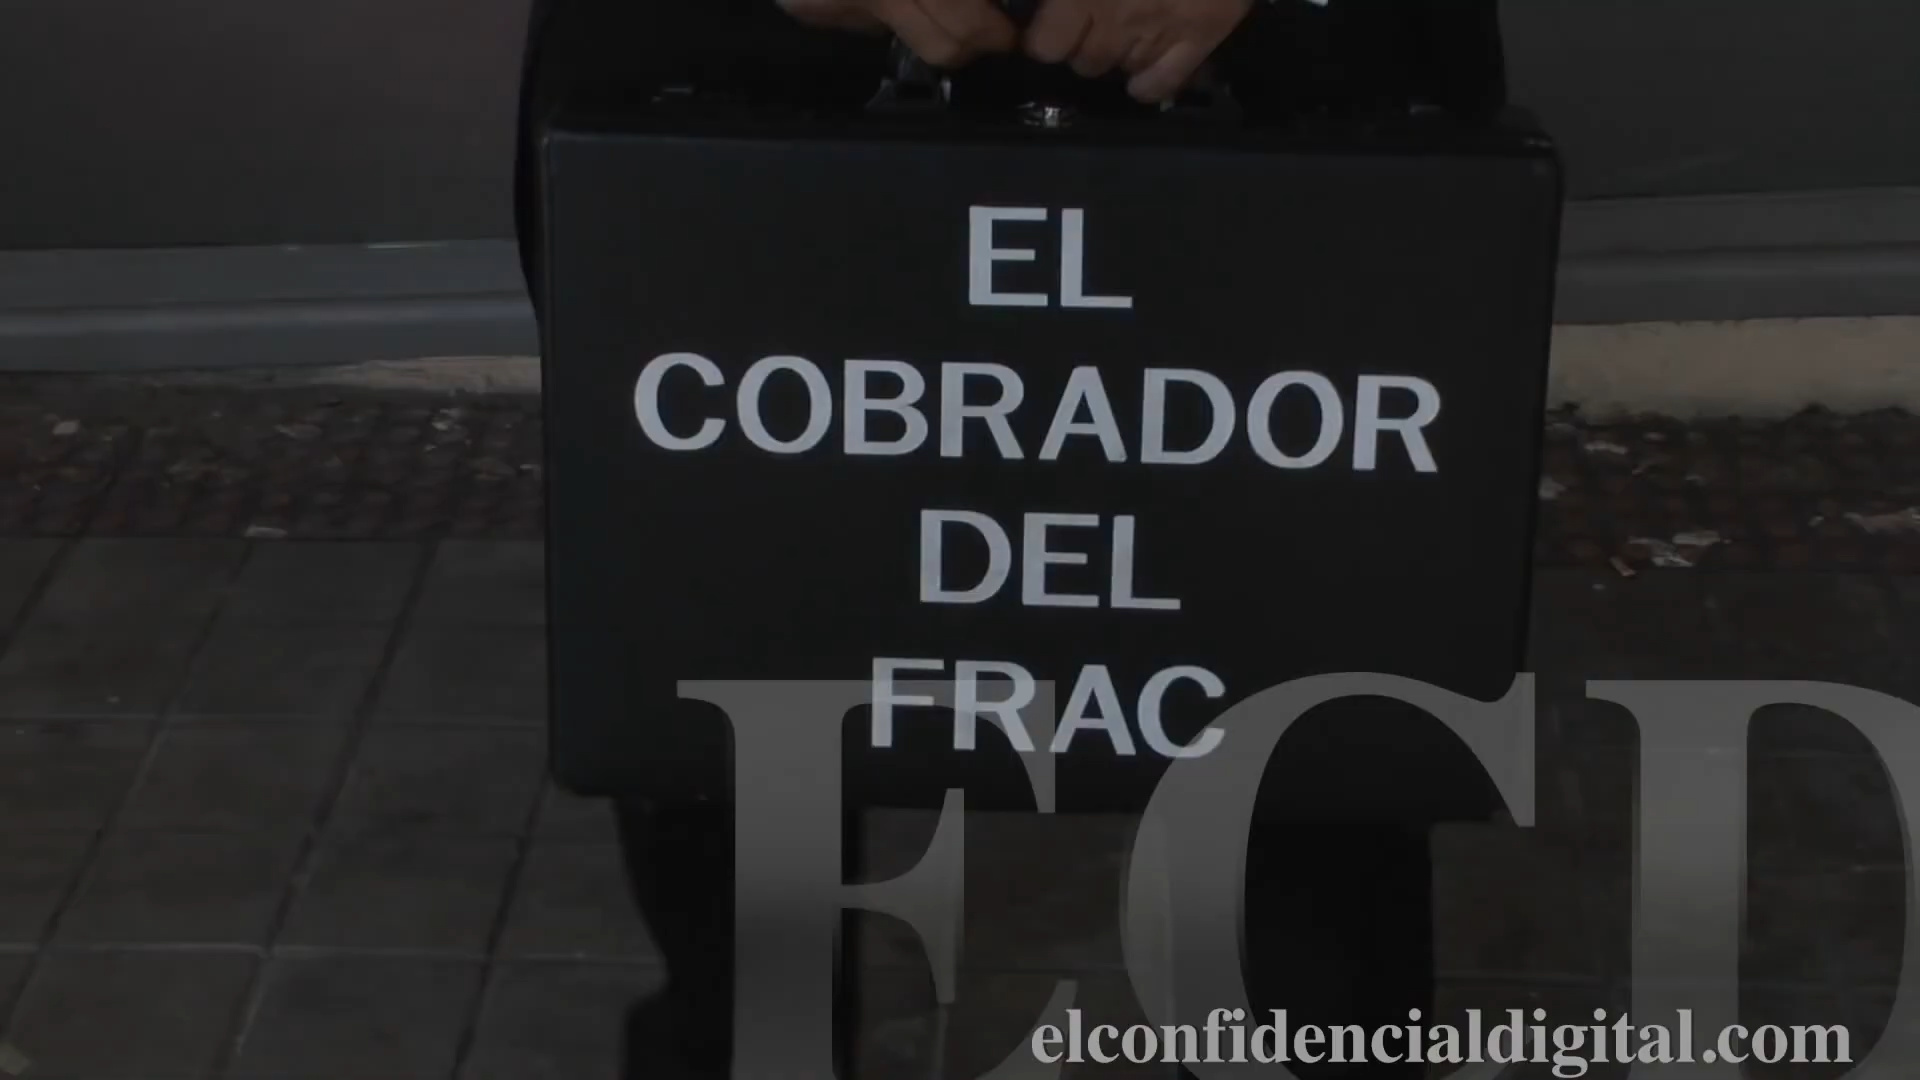 EL
COBRADOR
DEL
FRAC
ECD
elconfidencialdigital.com